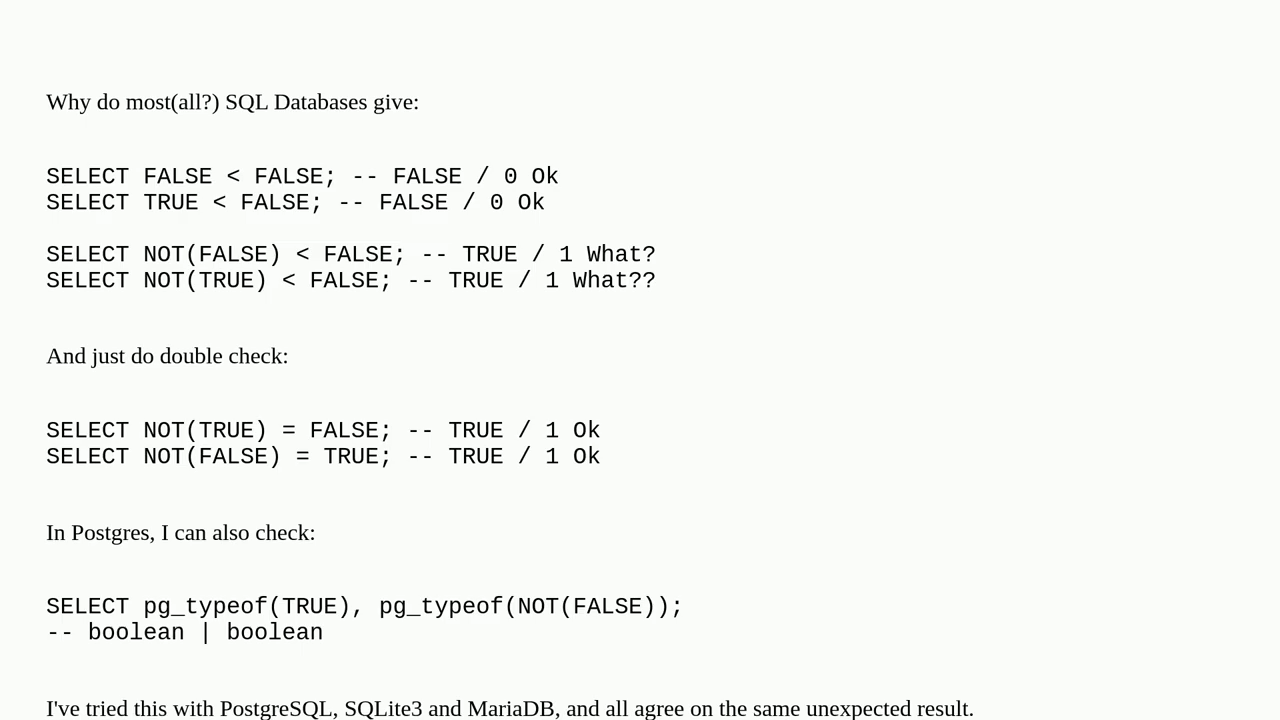 Why do most(all?) SQL Databases give:
SELECT FALSE < FALSE; -- FALSE / 0 Ok
SELECT TRUE < FALSE; -- FALSE / 0 Ok
SELECT NOT(FALSE) < FALSE; -- TRUE / 1 What?
SELECT NOT(TRUE) < FALSE; -- TRUE / 1 What??
And just do double check:
SELECT NOT(TRUE) = FALSE; -- TRUE / 1 Ok
SELECT NOT(FALSE) = TRUE; -- TRUE / 1 Ok
In Postgres, I can also check:
SELECT pg_typeof(TRUE), pg_typeof(NOT(FALSE));
-- boolean | boolean
I've tried this with PostgreSQL, SQLite3 and MariaDB, and all agree on the same unexpected result.